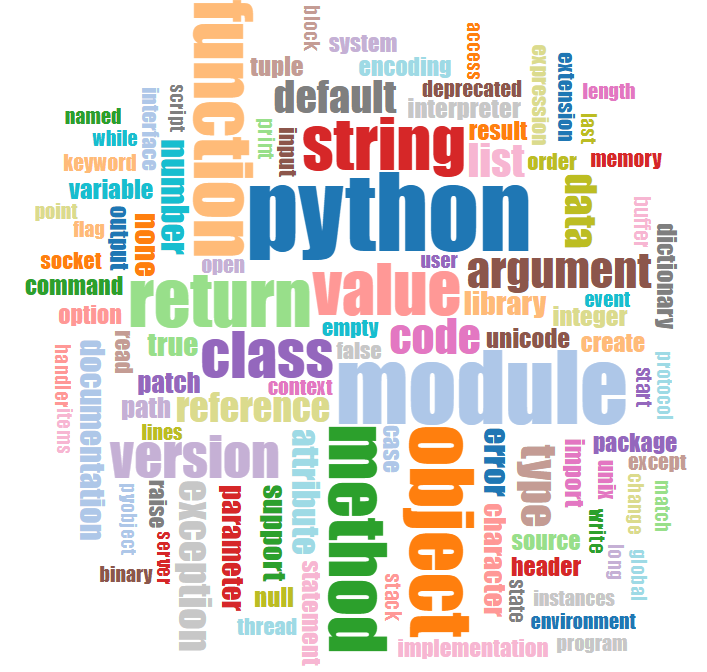 function
block
system
access
tuple
encoding
expression
extension
default
deprecated
length
interpreter
named
interface
script
while
print
input
string
result
last
keyword
number
list
order
memory
variable
python
data
point
output
none
flag
buffer
dictionary
socket
open
user
argument
command
return
value
library
event
option
integer
empty
code
unicode
create
read
true
class
false
module
documentation
handler
items
patch
context
start
protocol
path
reference
lines
version
attribute
method
case
object
error
type
import
package
unix
except
pyobject
raise
exception
parameter
support
character
change
match
write
source
server
binary
header
long
global
null
statement
stack
state
instances
thread
environment
implementation
program